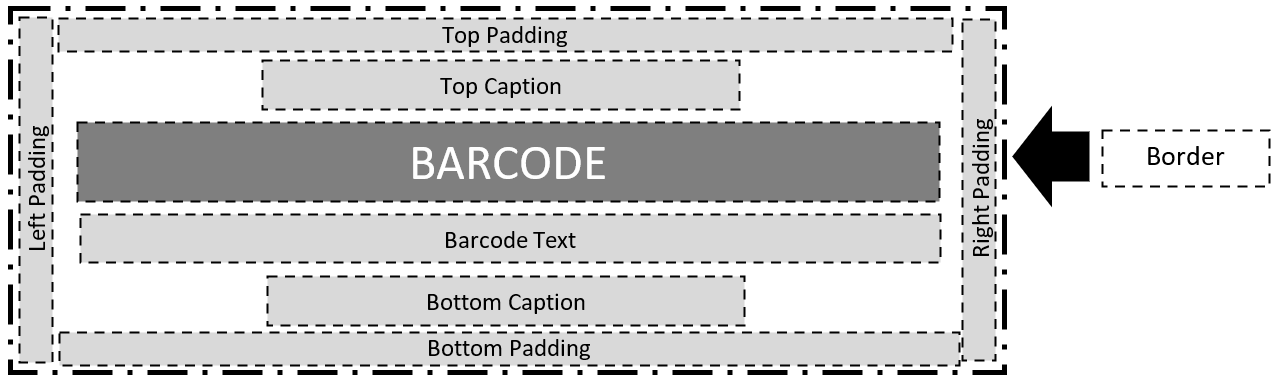 Top Padding
Top Caption
Left Padding
BARCODE
Right Padding
Border
Barcode Text
Bottom Caption
Bottom Padding